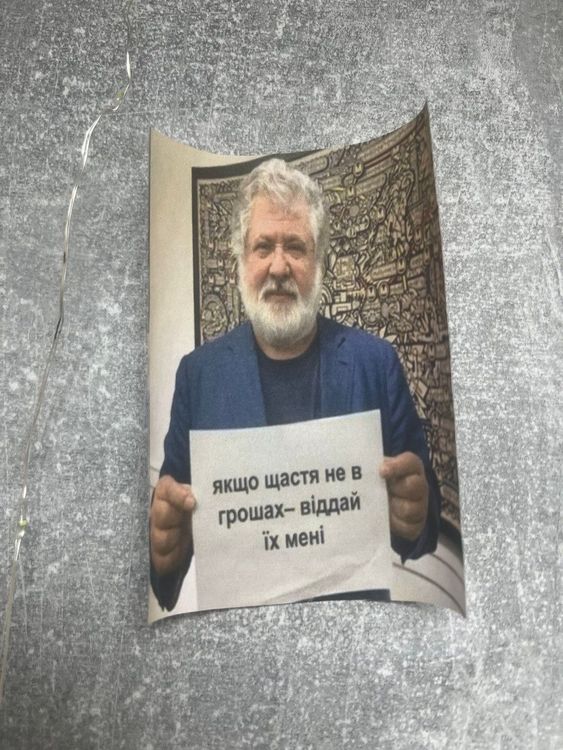 якщо щастя не в
грошах– віддай
їх мені